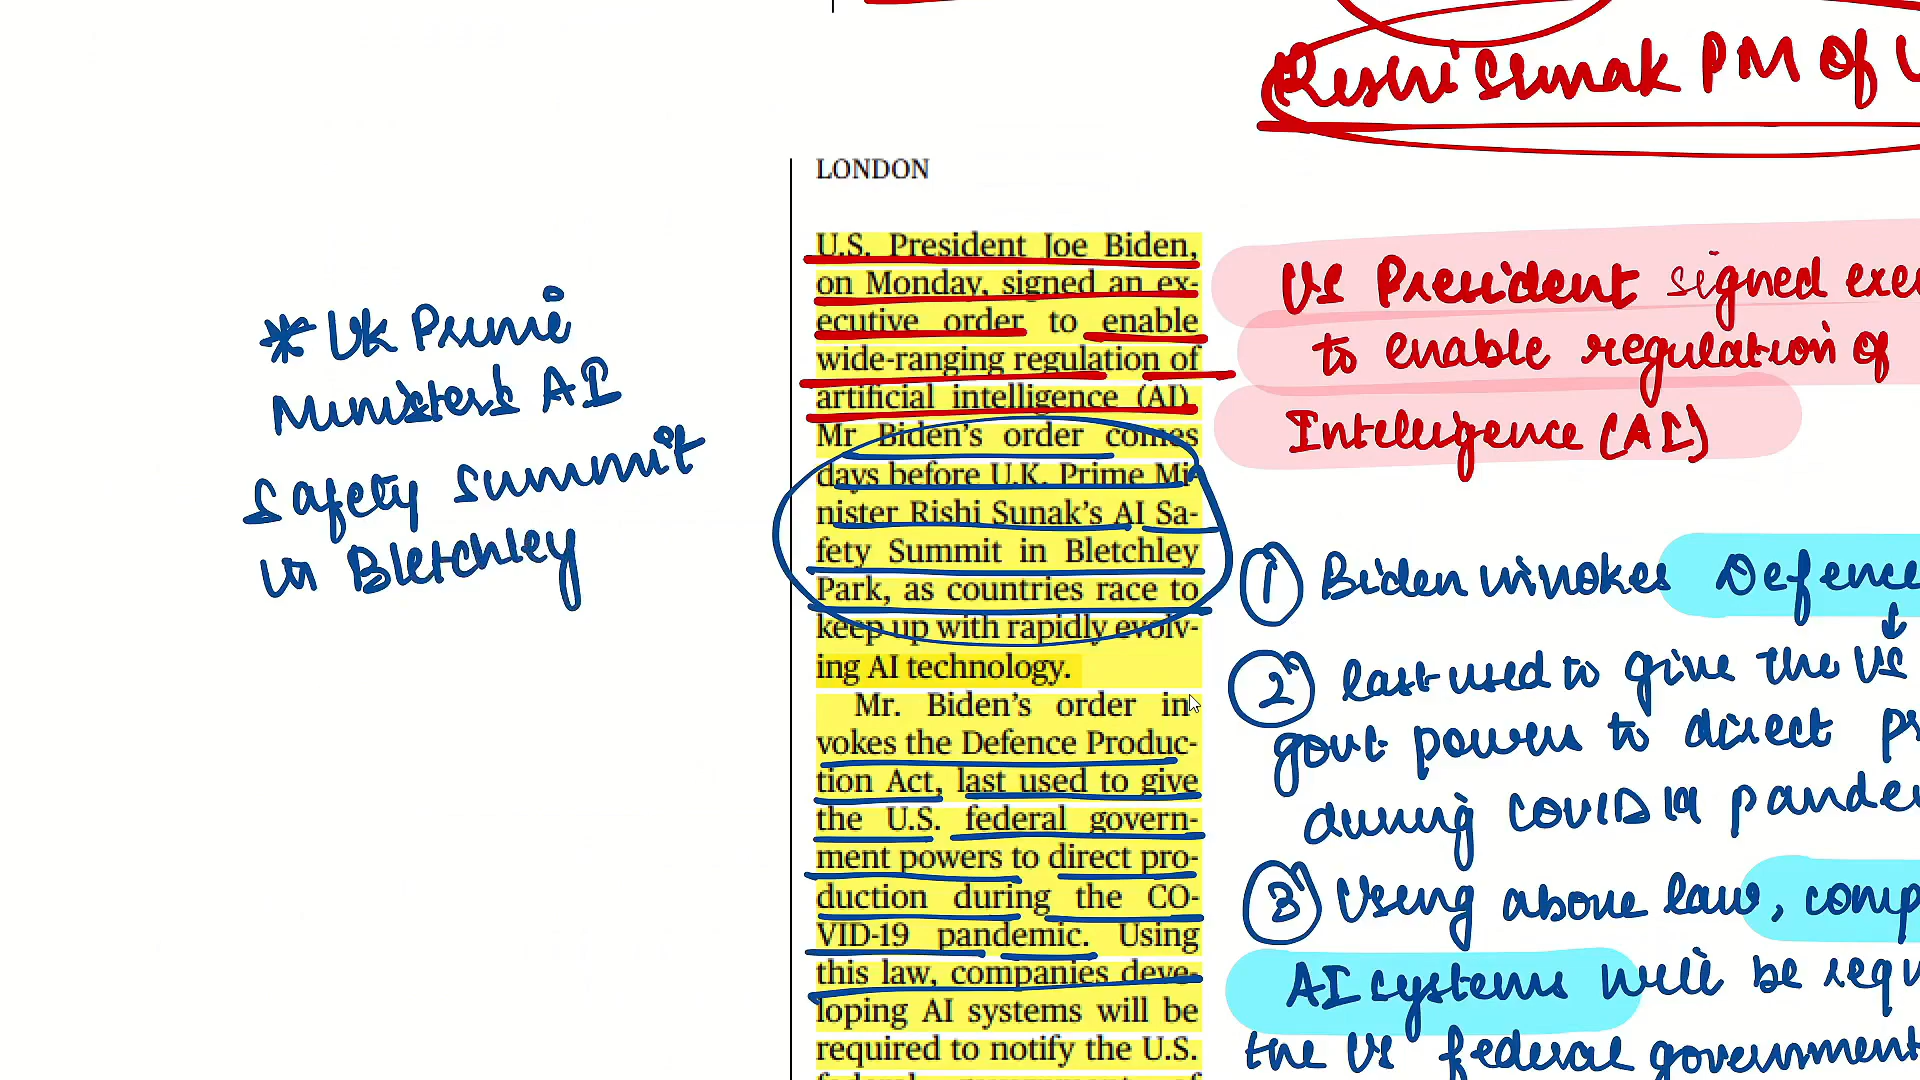 Rishi Sunak PM of
LONDON
U.S. President Joe Biden,
on Monday, signed an ex-
ecutive order to enable
wide-ranging regulation of
artificial intelligence (AI).
Mr Biden's order comes
days before U.K. Prime Mi-
nister Rishi Sunak's AI Sa-
fety Summit in Bletchley
Park, as countries race to
keep up with rapidly evolv-
ing AI technology.
Mr. Biden's order in-
vokes the Defence Produc-
tion Act, last used to give
the U.S. federal govern-
ment powers to direct pro-
duction during the CO-
VID-19 pandemic. Using
this law, companies deve-
loping AI systems will be
required to notify the U.S.
* UK Prime
Minister's AI
Safety Summit
in Bletchley
US President signed
to enable regulation of
Intelligence (AI)
1 Biden invokes Defence
2 last used to give the US
govt powers to direct
during COVID 19
3 Using above law,
AI systems will be
the US federal government